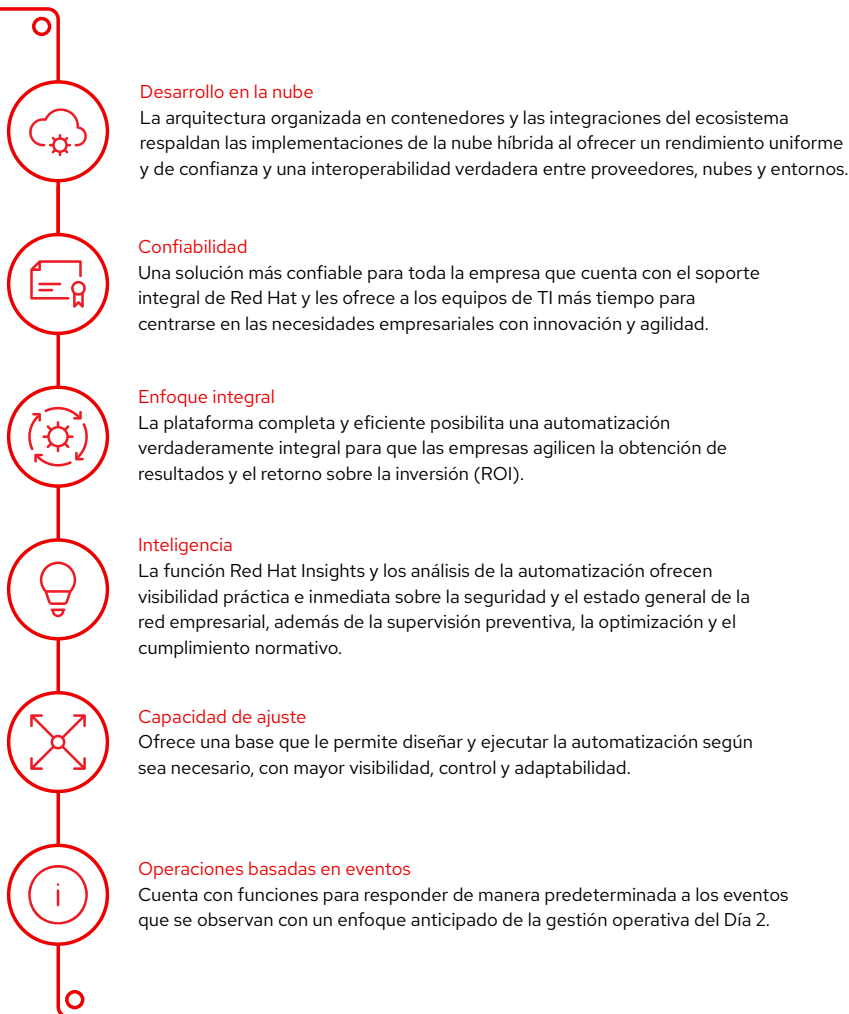 Desarrollo en la nube
La arquitectura organizada en contenedores y las integraciones del ecosistema
respaldan las implementaciones de la nube híbrida al ofrecer un rendimiento uniforme
y de confianza y una interoperabilidad verdadera entre proveedores, nubes y entornos.
Confiabilidad
Una solución más confiable para toda la empresa que cuenta con el soporte
integral de Red Hat y les ofrece a los equipos de TI más tiempo para
centrarse en las necesidades empresariales con innovación y agilidad.
Enfoque integral
La plataforma completa y eficiente posibilita una automatización
verdaderamente integral para que las empresas agilicen la obtención de
resultados y el retorno sobre la inversión (ROI).
Inteligencia
La función Red Hat Insights y los análisis de la automatización ofrecen
visibilidad práctica e inmediata sobre la seguridad y el estado general de la
red empresarial, además de la supervisión preventiva, la optimización y el
cumplimiento normativo.
Capacidad de ajuste
Ofrece una base que le permite diseñar y ejecutar la automatización según
sea necesario, con mayor visibilidad, control y adaptabilidad.
Operaciones basadas en eventos
Cuenta con funciones para responder de manera predeterminada a los eventos
que se observan con un enfoque anticipado de la gestión operativa del Día 2.